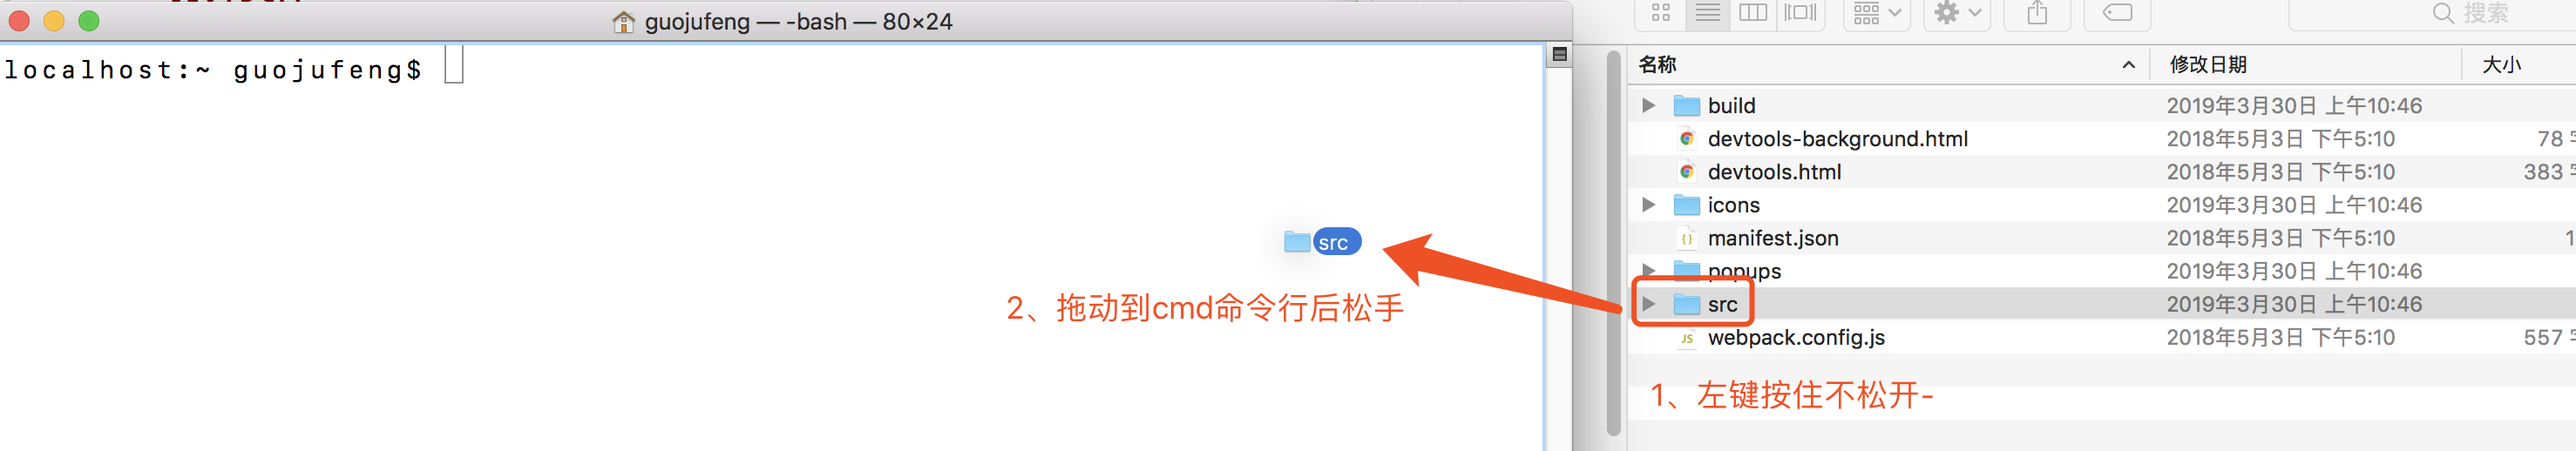 guojufeng — -bash — 80×24
localhost:~ guojufeng$
src
2、拖动到cmd命令行后松手
搜索
名称 修改日期 大小
build 2019年3月30日 上午10:46
devtools-background.html 2018年5月3日 下午5:10 78
devtools.html 2018年5月3日 下午5:10 383
icons 2019年3月30日 上午10:46
manifest.json 2018年5月3日 下午5:10 1
popups 2019年3月30日 上午10:46
src 2019年3月30日 上午10:46
JS webpack.config.js 2018年5月3日 下午5:10 557
1、左键按住不松开-